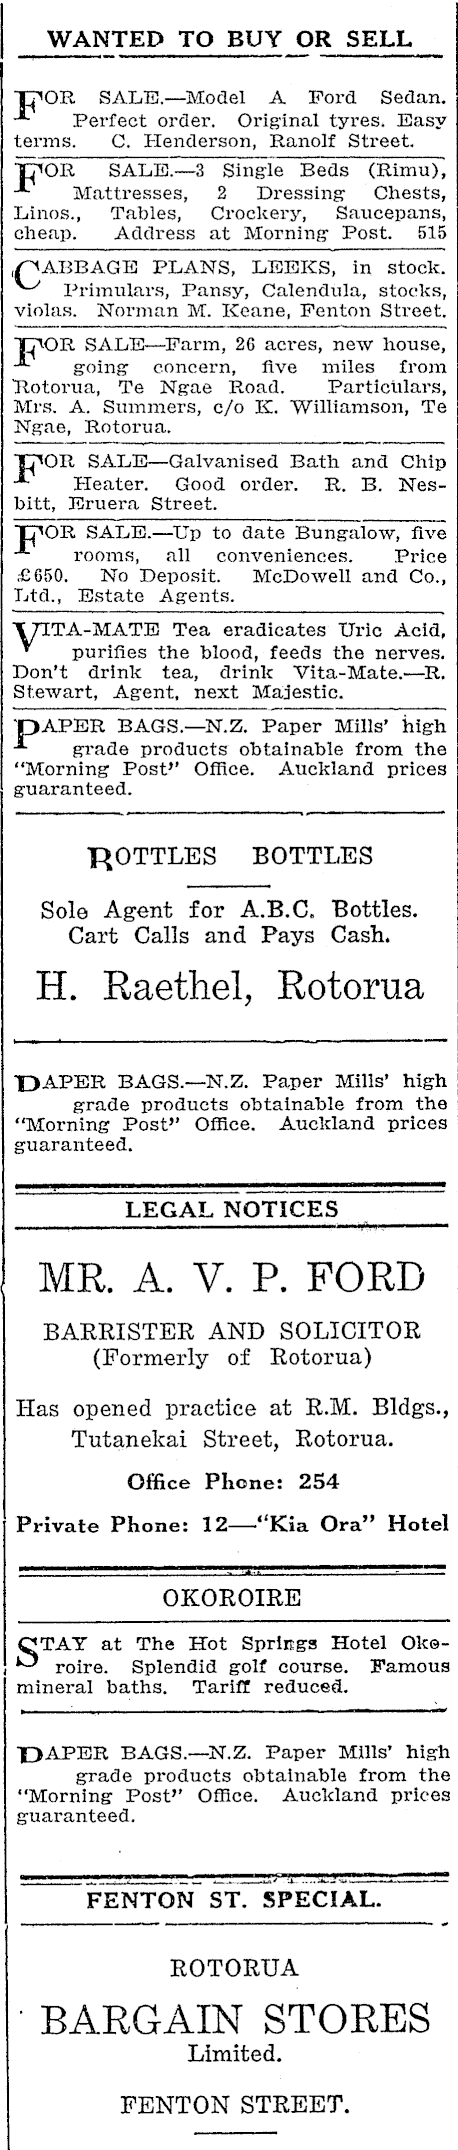 WANTED TO BUY OR SELL
FOR SALE.—Model A Ford Sedan.
Perfect order. Original tyres. Easy
terms. C. Henderson, Ranolf Street.
FOR SALE.—3 Single Beds (Rimu),
Mattresses, 2 Dressing Chests,
Linos., Tables, Crockery, Saucepans,
cheap. Address at Morning Post. 515
CABBAGE PLANS, LEEKS, in stock.
Primulars, Pansy, Calendula, stocks,
violas. Norman M. Keane, Fenton Street.
FOR SALE—Farm, 26 acres, new house,
going concern, five miles from
Rotorua, Te Ngae Road. Particulars,
Mrs. A. Summers, c/o K. Williamson, Te
Ngae, Rotorua.
FOR SALE—Galvanised Bath and Chip
Heater. Good order. R. B. Nes-
bitt, Eruera Street.
FOR SALE.—Up to date Bungalow, five
rooms, all conveniences. Price
£650. No Deposit. McDowell and Co.,
Ltd., Estate Agents.
VITA-MATE Tea eradicates Uric Acid,
purifies the blood, feeds the nerves.
Don't drink tea, drink Vita-Mate.—R.
Stewart, Agent, next Majestic.
PAPER BAGS.—N.Z. Paper Mills' high
grade products obtainable from the
"Morning Post" Office. Auckland prices
guaranteed.
BOTTLES BOTTLES
Sole Agent for A.B.C. Bottles.
Cart Calls and Pays Cash.
H. Raethel, Rotorua
PAPER BAGS.—N.Z. Paper Mills' high
grade products obtainable from the
"Morning Post" Office. Auckland prices
guaranteed.
LEGAL NOTICES
MR. A. V. P. FORD
BARRISTER AND SOLICITOR
(Formerly of Rotorua)
Has opened practice at R.M. Bldgs.,
Tutanekai Street, Rotorua.
Office Phone: 254
Private Phone: 12—"Kia Ora" Hotel
OKOROIRE
STAY at The Hot Springs Hotel Oko-
roire. Splendid golf course. Famous
mineral baths. Tariff reduced.
PAPER BAGS.—N.Z. Paper Mills' high
grade products obtainable from the
"Morning Post" Office. Auckland prices
guaranteed.
FENTON ST. SPECIAL.
ROTORUA
BARGAIN STORES
Limited.
FENTON STREET.